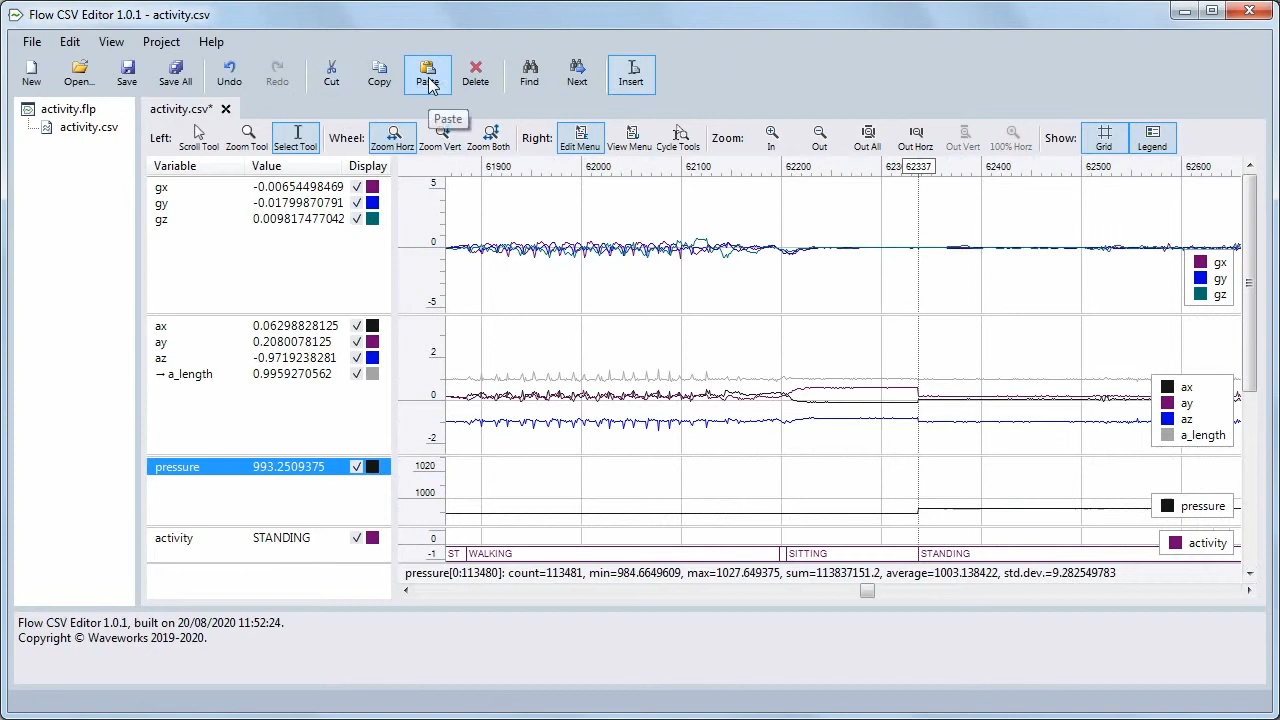 Flow CSV Editor 1.0.1 - activity.csv
File Edit View Project Help
New Open... Save Save All Undo Redo Cut Copy Paste Delete Find Next Insert
Paste
activity.flp
activity.csv
activity.csv*
Left: Scroll Tool Zoom Tool Select Tool Wheel: Zoom Horz Zoom Vert Zoom Both Right: Edit Menu View Menu Cycle Tools Zoom: In Out Out All Out Horz Out Vert 100% Horz Show: Grid Legend
Variable Value Display
61900 62000 62100 62200 62337 62400 62500 62600
gx -0.00654498469
gy -0.01799870791
gz 0.009817477042
5
0
-5
gx
gy
gz
ax 0.06298828125
ay 0.2080078125
az -0.9719238281
→ a_length 0.9959270562
2
0
-2
ax
ay
az
a_length
pressure 993.2509375
1020
1000
pressure
activity STANDING
0
-1
ST WALKING SITTING STANDING
activity
pressure[0:113480]: count=113481, min=984.6649609, max=1027.649375, sum=113837151.2, average=1003.138422, std.dev.=9.282549783
Flow CSV Editor 1.0.1, built on 20/08/2020 11:52:24.
Copyright © Waveworks 2019-2020.